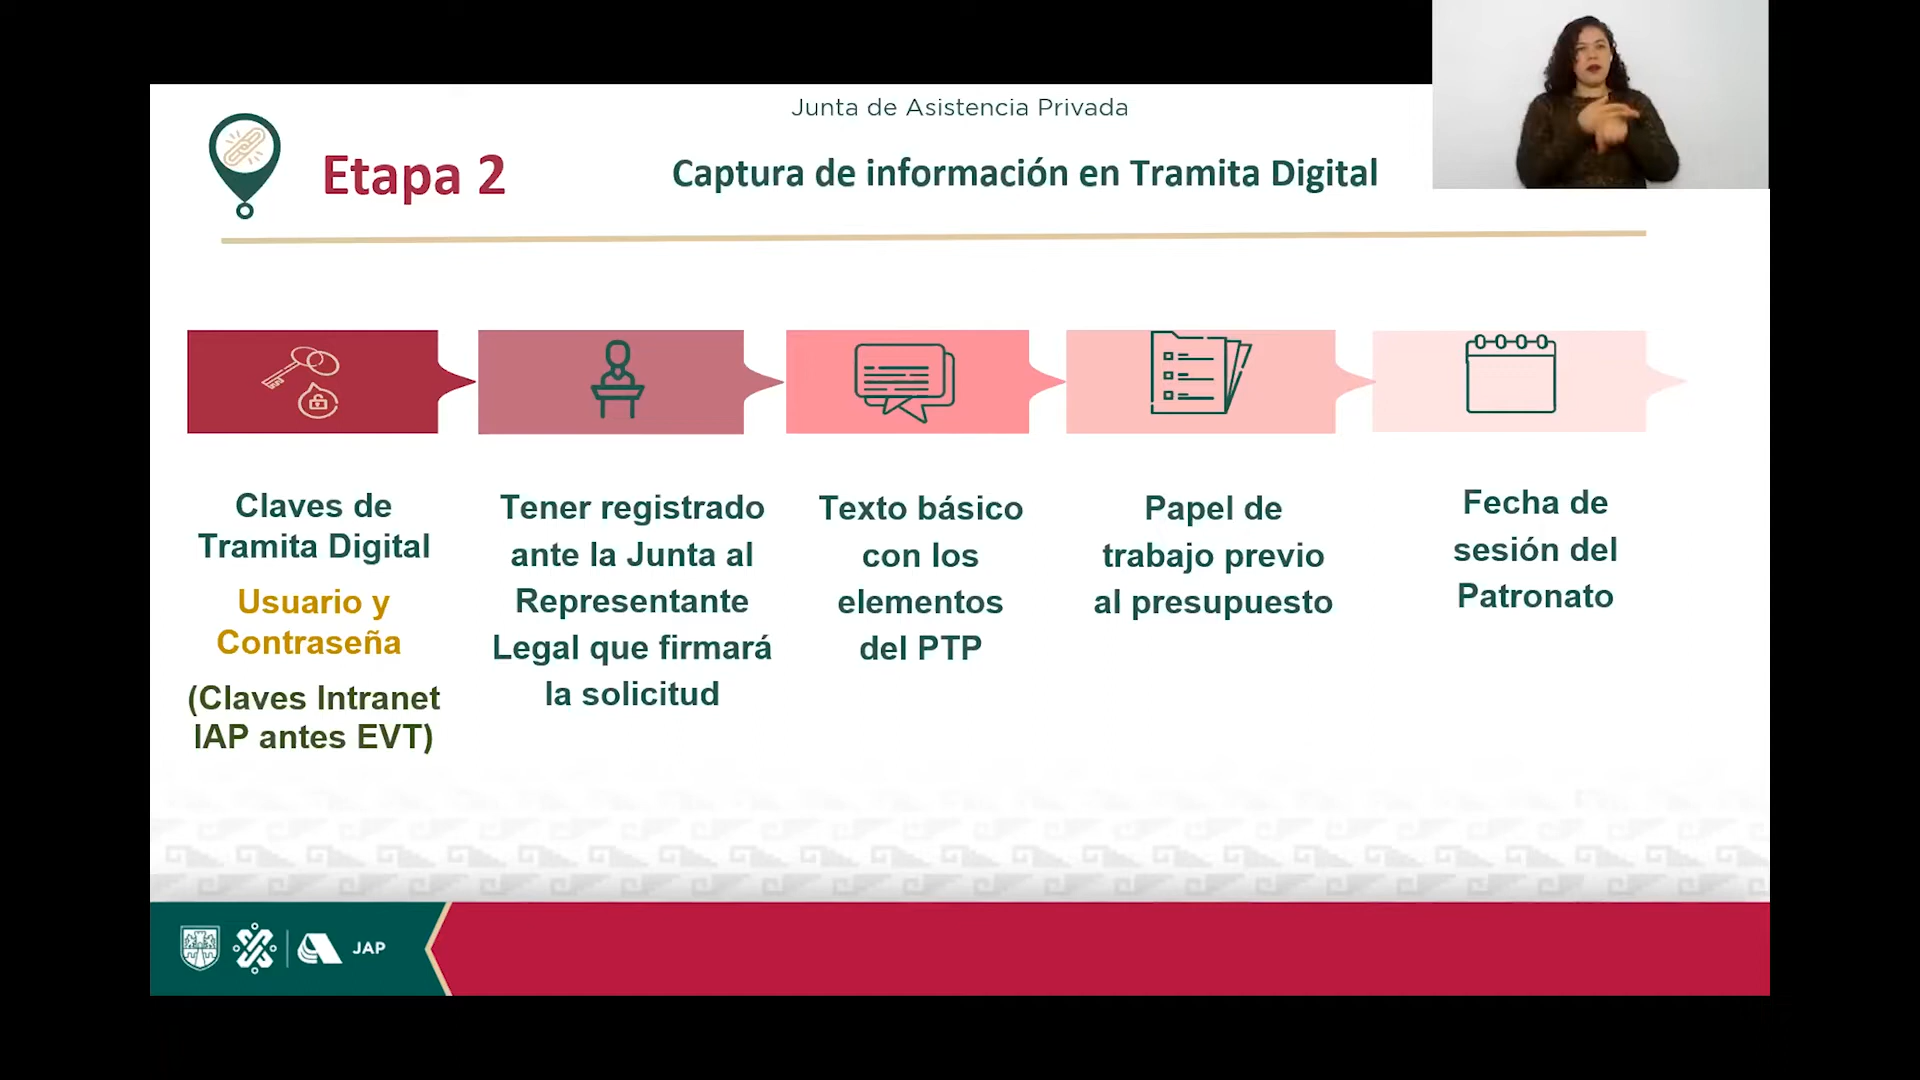 Junta de Asistencia Privada
Etapa 2
Captura de información en Tramita Digital
Claves de
Tramita Digital
Usuario y
Contraseña
(Claves Intranet
IAP antes EVT)
Tener registrado
ante la Junta al
Representante
Legal que firmará
la solicitud
Texto básico
con los
elementos
del PTP
Papel de
trabajo previo
al presupuesto
Fecha de
sesión del
Patronato
JAP